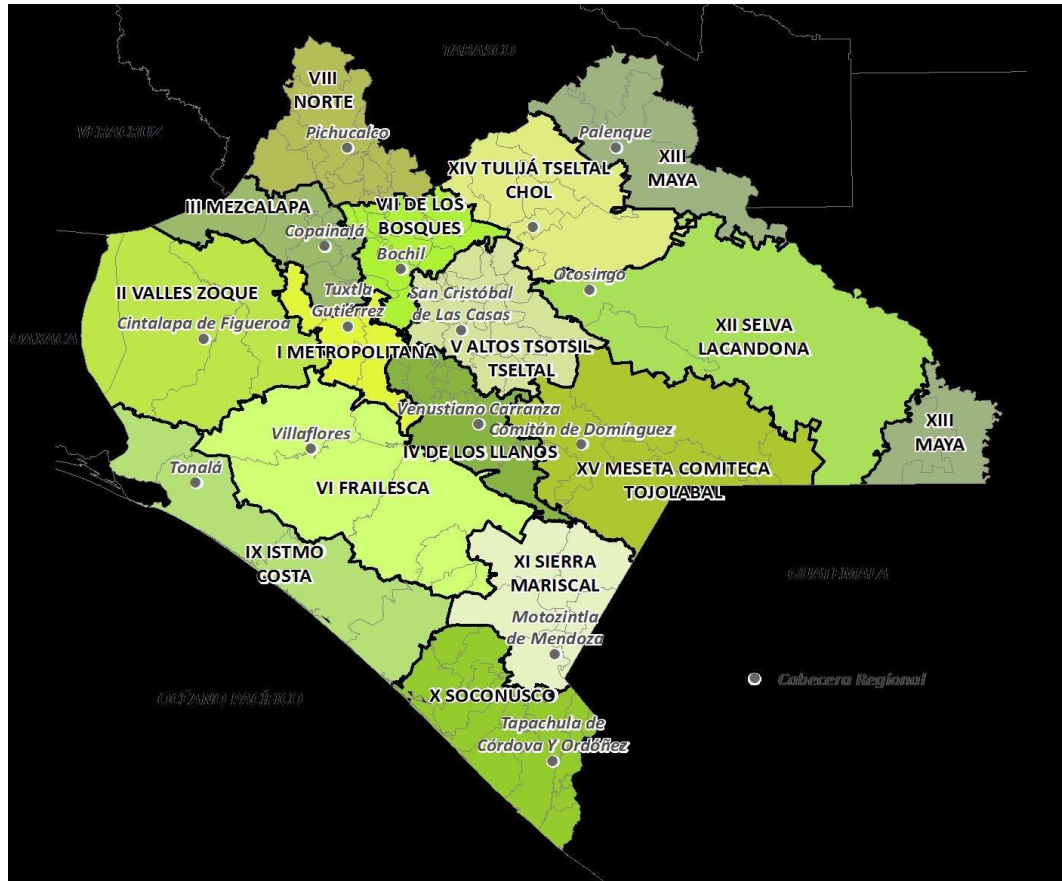 TABASCO
VIII
NORTE
VERACRUZ
Pichucalco
Palenque
XIII
MAYA
XIV TULIJÁ TSELTAL
CHOL
III MEZCALAPA
VII DE LOS
BOSQUES
Copainalá
Bochil
Ocosingo
II VALLES ZOQUE
Tuxtla
Gutiérrez
San Cristóbal
de Las Casas
OAXACA
Cintalapa de Figueroa
XII SELVA
LACANDONA
I METROPOLITANA
V ALTOS TSOTSIL
TSELTAL
Venustiano Carranza
XIII
MAYA
Villaflores
Comitán de Domínguez
IV DE LOS LLANOS
Tonalá
XV MESETA COMITECA
TOJOLABAL
VI FRAILESCA
IX ISTMO
COSTA
XI SIERRA
MARISCAL
GUATEMALA
Motozintla
de Mendoza
OCÉANO PACÍFICO
X SOCONUSCO
Cabecera Regional
Tapachula de
Córdova Y Ordóñez